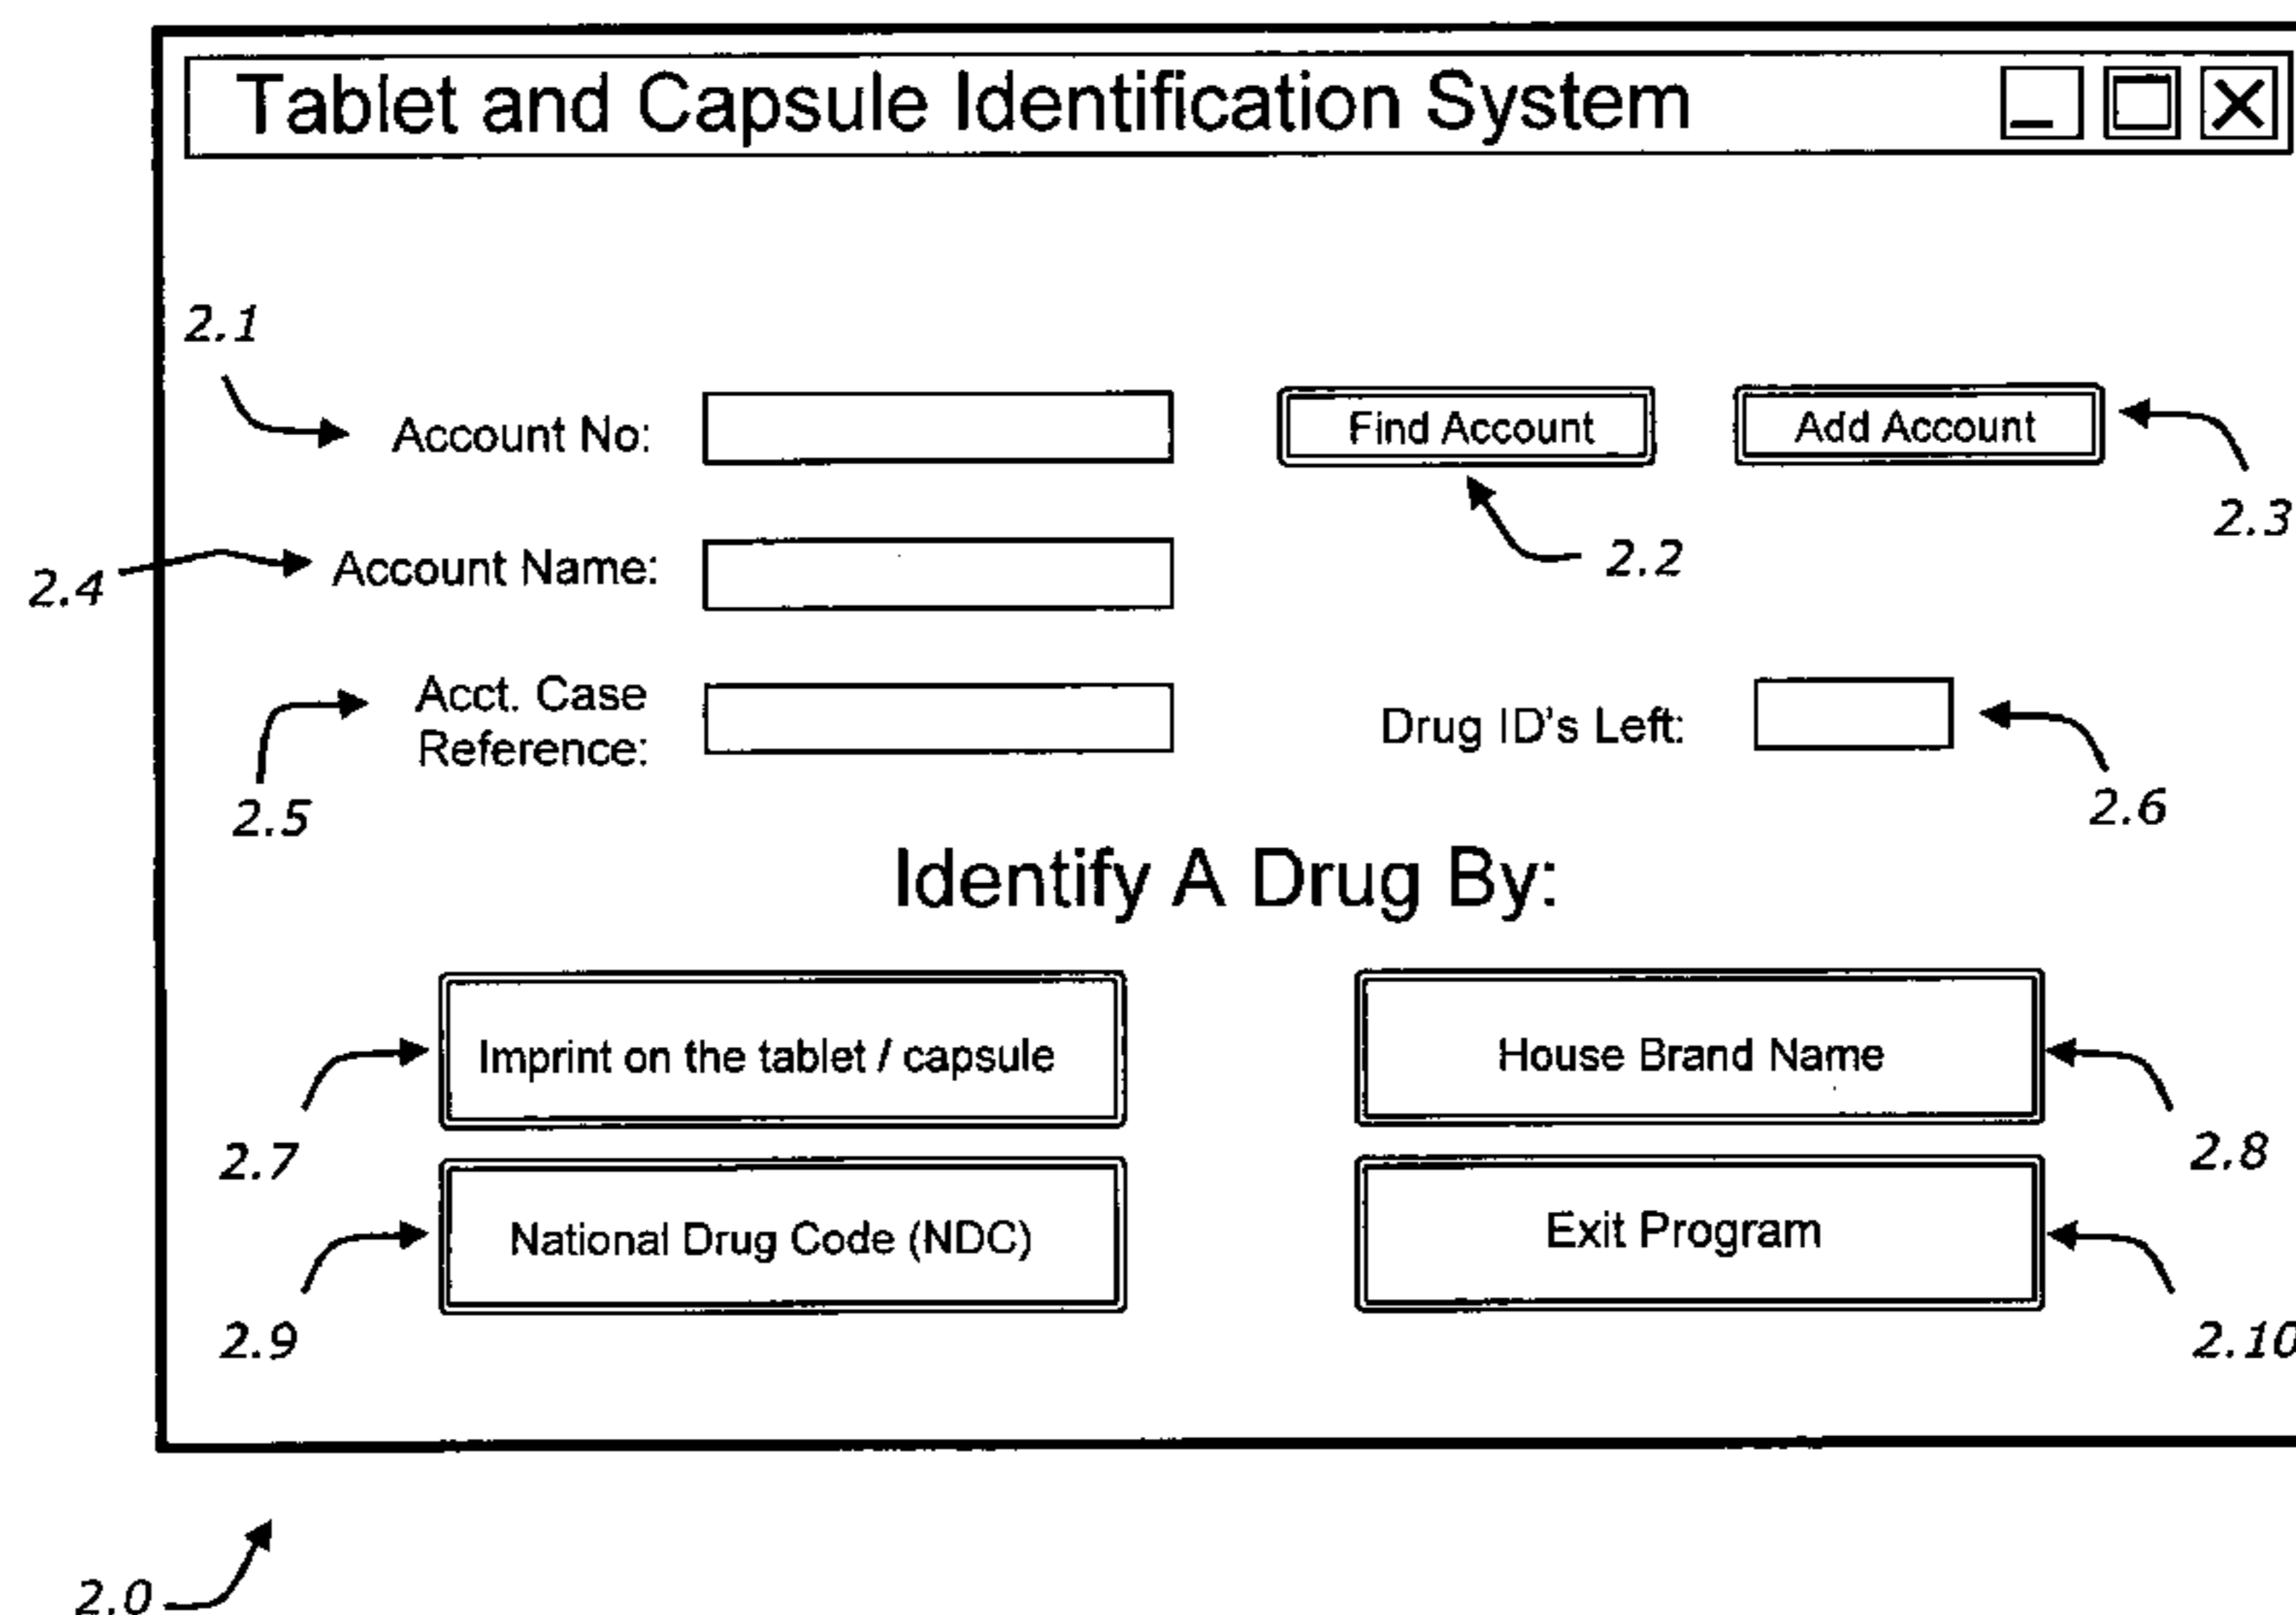 Tablet and Capsule Identification System
2.1
Account No:
Find Account
Add Account
2.3
2.2
2.4
Account Name:
Acct. Case
Reference:
Drug ID's Left:
2.5
2.6
Identify A Drug By:
Imprint on the tablet / capsule
House Brand Name
2.7
2.8
National Drug Code (NDC)
Exit Program
2.9
2.10
2.0